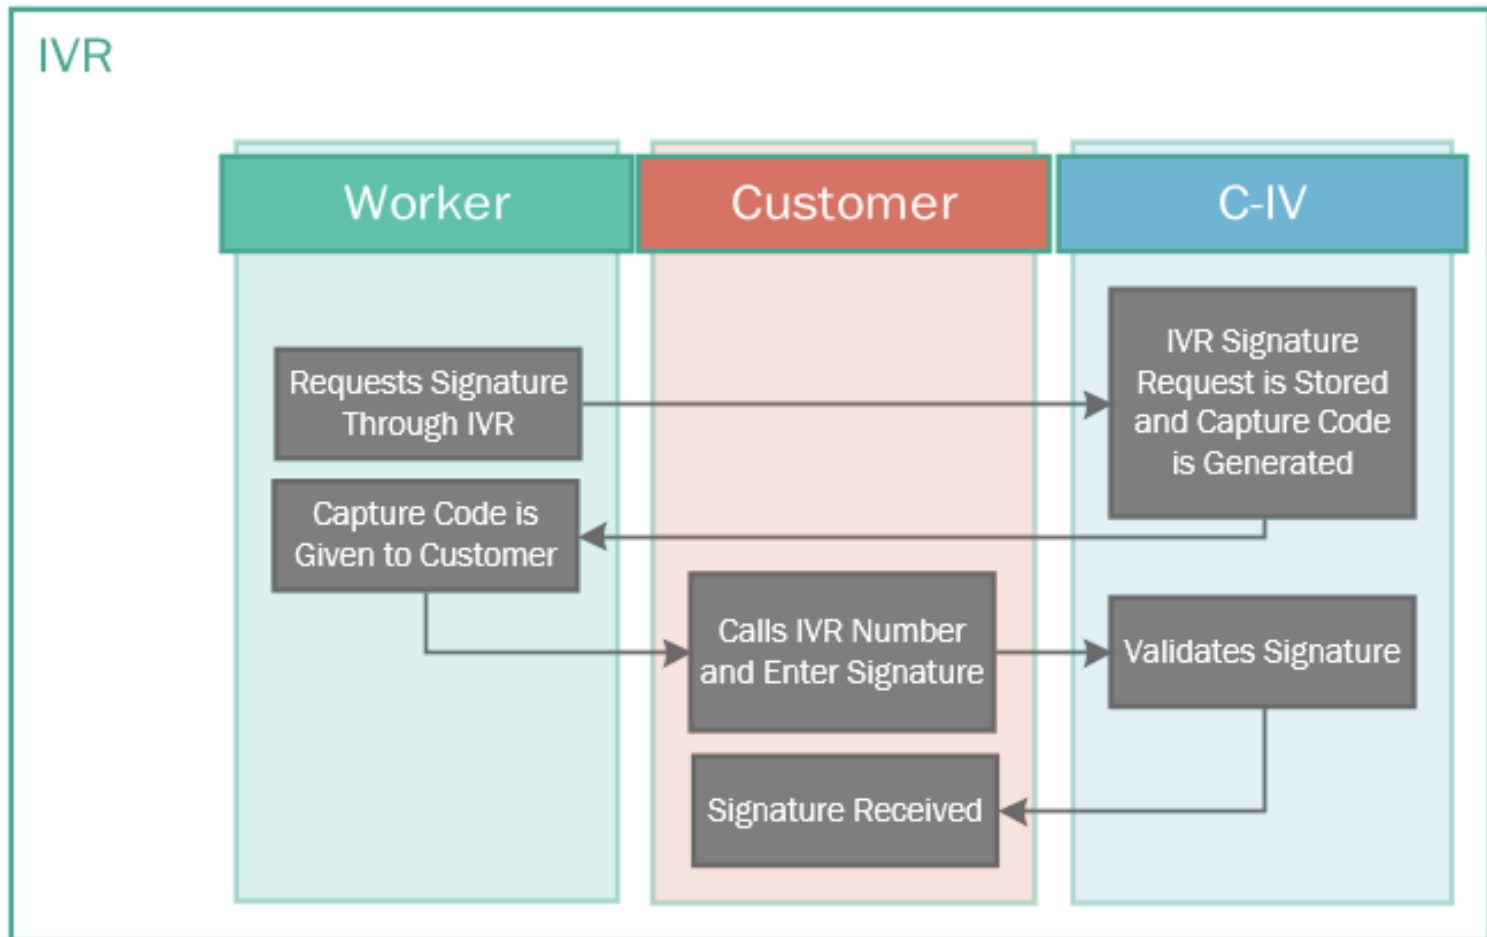 IVR
Worker
Customer
C-IV
Requests Signature
Through IVR
IVR Signature
Request is Stored
and Capture Code
is Generated
Capture Code is
Given to Customer
Calls IVR Number
and Enter Signature
Validates Signature
Signature Received